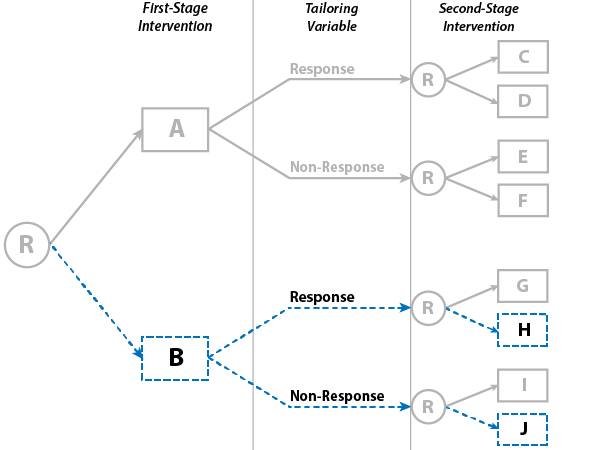 First-Stage
Intervention
Tailoring
Variable
Second-Stage
Intervention
Response
R
C
D
A
Non-Response
R
E
F
R
Response
R
G
H
B
Non-Response
R
I
J